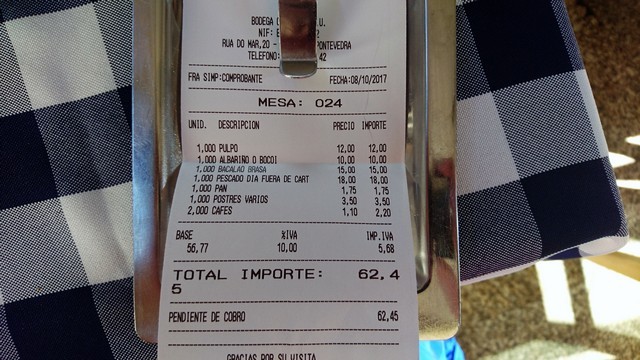 BODEGA
NIF:
RUA DO MAR,20 - PONTEVEDRA
TELEFONO: 42
FRA SIMP:COMPROBANTE FECHA:08/10/2017
MESA: 024
UNID. DESCRIPCION PRECIO IMPORTE
1,000 PULPO 12,00 12,00
1,000 ALBARIÑO O BOCOI 10,00 10,00
1,000 BACALAO BRASA 15,00 15,00
1,000 PESCADO DIA FUERA DE CART 18,00 18,00
1,000 PAN 1,75 1,75
1,000 POSTRES VARIOS 3,50 3,50
2,000 CAFES 1,10 2,20
BASE %IVA IMP.IVA
56,77 10,00 5,68
TOTAL IMPORTE: 62,4
5
PENDIENTE DE COBRO 62,45
GRACIAS POR SU VISITA